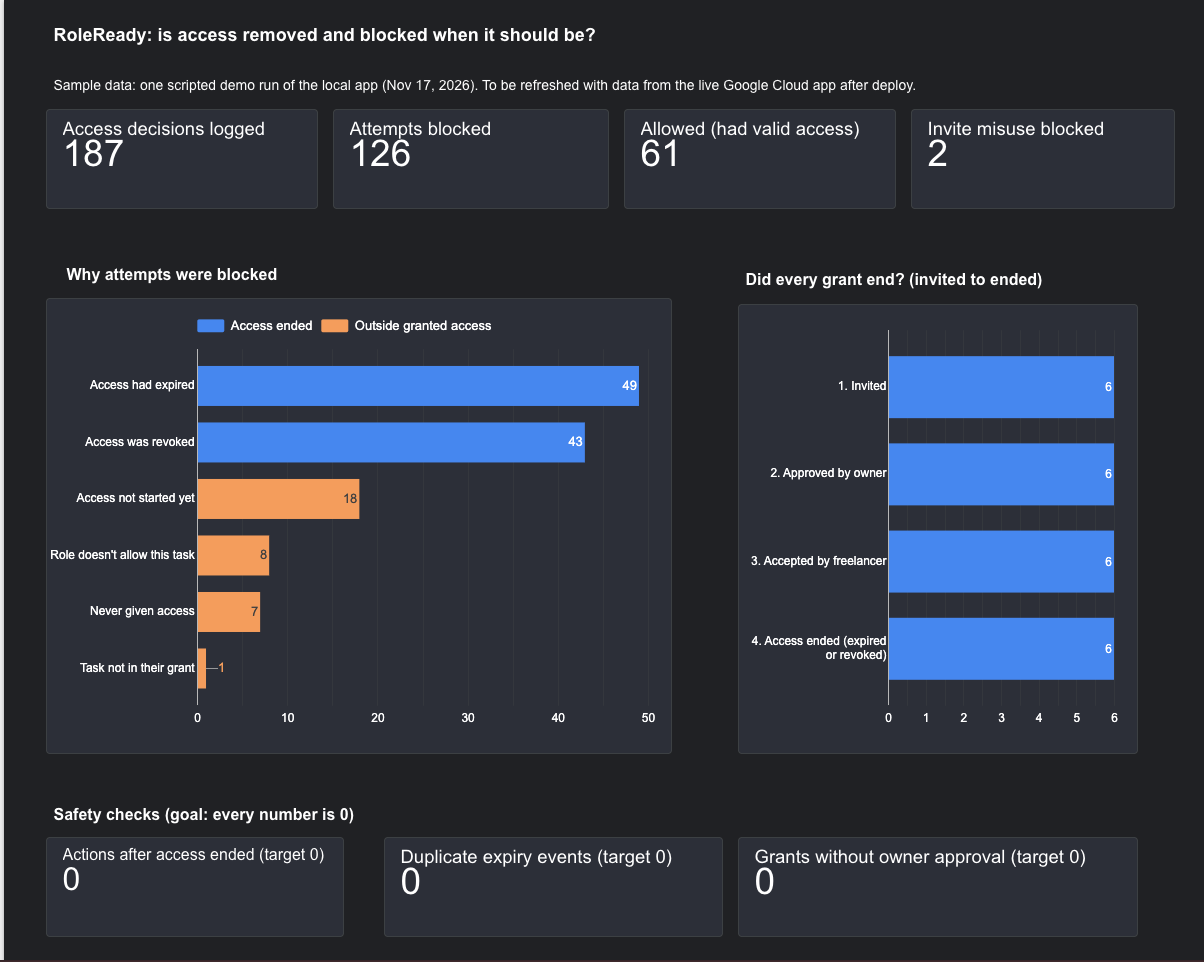 RoleReady: is access removed and blocked when it should be?
Sample data: one scripted demo run of the local app (Nov 17, 2026). To be refreshed with data from the live Google Cloud app after deploy.
Access decisions logged
187
Attempts blocked
126
Allowed (had valid access)
61
Invite misuse blocked
2
Why attempts were blocked
Access ended
Outside granted access
Access had expired
49
Access was revoked
43
Access not started yet
18
Role doesn't allow this task
8
Never given access
7
Task not in their grant
1
0 10 20 30 40 50
Did every grant end? (invited to ended)
1. Invited
6
2. Approved by owner
6
3. Accepted by freelancer
6
4. Access ended (expired
or revoked)
6
0 1 2 3 4 5 6
Safety checks (goal: every number is 0)
Actions after access ended (target 0)
0
Duplicate expiry events (target 0)
0
Grants without owner approval (target 0)
0